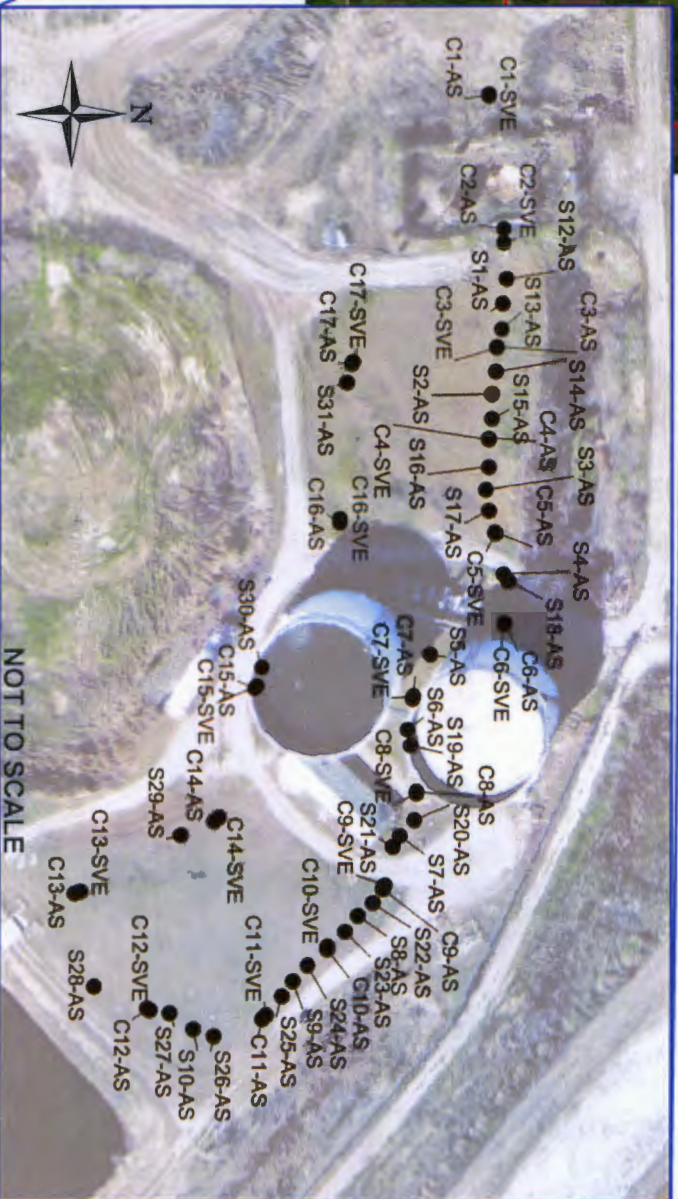 N
C1-SVE
C1-AS
C2-SVE
C2-AS
S12-AS
S1-AS
S13-AS
C3-AS
C3-SVE
S14-AS
S2-AS
S15-AS
C4-AS
C4-SVE
S16-AS
S3-AS
S17-AS
C5-AS
C5-SVE
S4-AS
S18-AS
C6-AS
C6-SVE
C17-SVE
C17-AS
S31-AS
C16-SVE
C16-AS
S5-AS
C7-AS
C7-SVE
S6-AS
S19-AS
C8-AS
C8-SVE
S20-AS
S7-AS
S21-AS
C9-SVE
C9-AS
S22-AS
S8-AS
S23-AS
C10-AS
C10-SVE
S24-AS
S9-AS
S25-AS
C11-SVE
C11-AS
S30-AS
C15-AS
C15-SVE
C14-AS
C14-SVE
S29-AS
C13-SVE
C13-AS
S28-AS
C12-SVE
C12-AS
S27-AS
S10-AS
S26-AS
NOT TO SCALE